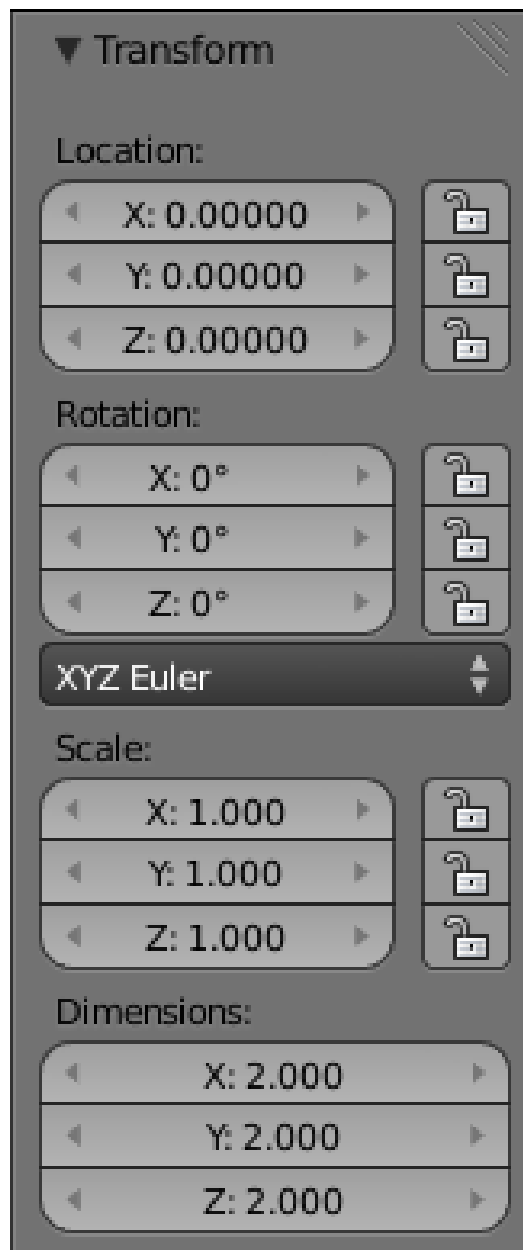 Transform
Location:
X: 0.00000
Y: 0.00000
Z: 0.00000
Rotation:
X: 0°
Y: 0°
Z: 0°
XYZ Euler
Scale:
X: 1.000
Y: 1.000
Z: 1.000
Dimensions:
X: 2.000
Y: 2.000
Z: 2.000